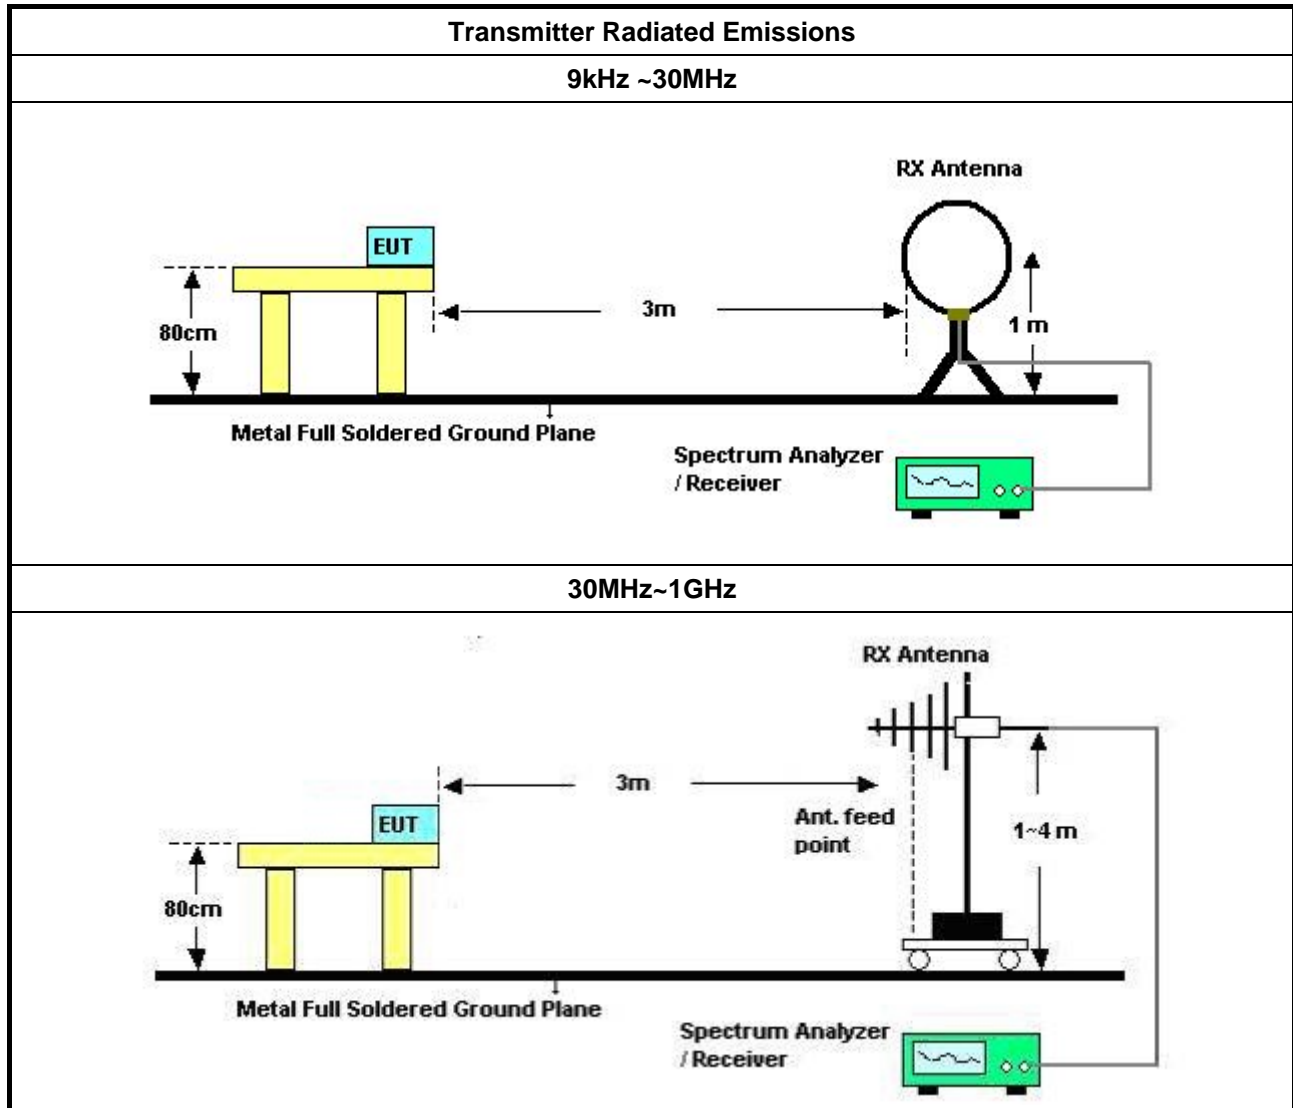 Transmitter Radiated Emissions
9kHz ~30MHz
RX Antenna
EUT
3m
80cm
1 m
Metal Full Soldered Ground Plane
Spectrum Analyzer
/ Receiver
30MHz~1GHz
RX Antenna
3m
EUT
Ant. feed
point
1~4 m
80cm
Metal Full Soldered Ground Plane
Spectrum Analyzer
/ Receiver